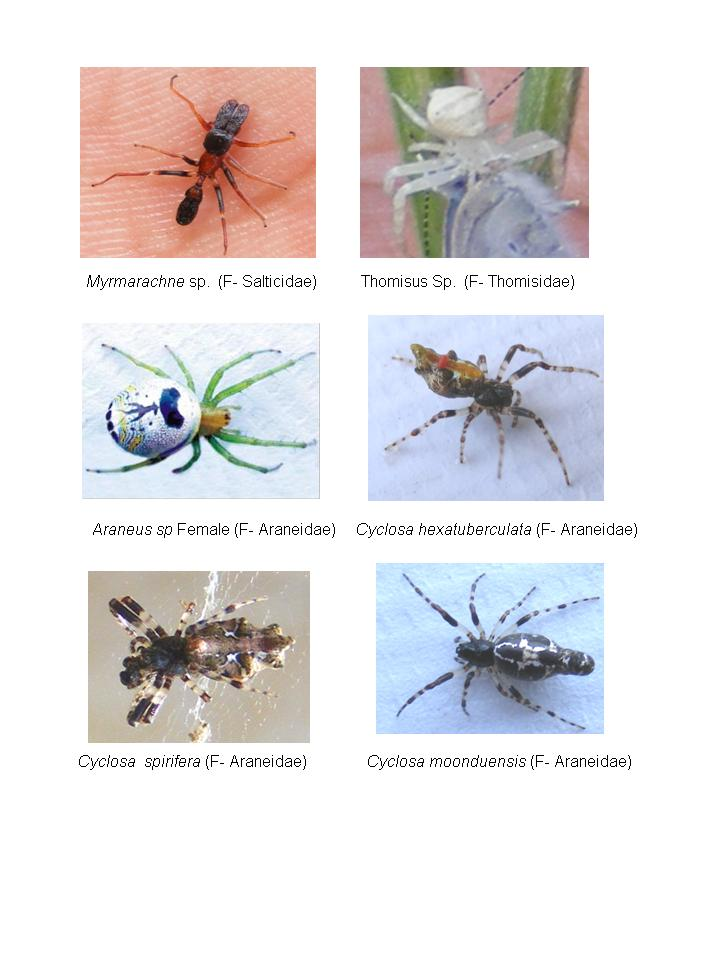 Myrmarachne sp. (F- Salticidae)
Thomisus Sp. (F- Thomisidae)
Araneus sp Female (F- Araneidae)
Cyclosa hexatuberculata (F- Araneidae)
Cyclosa spirifera (F- Araneidae)
Cyclosa moonduensis (F- Araneidae)